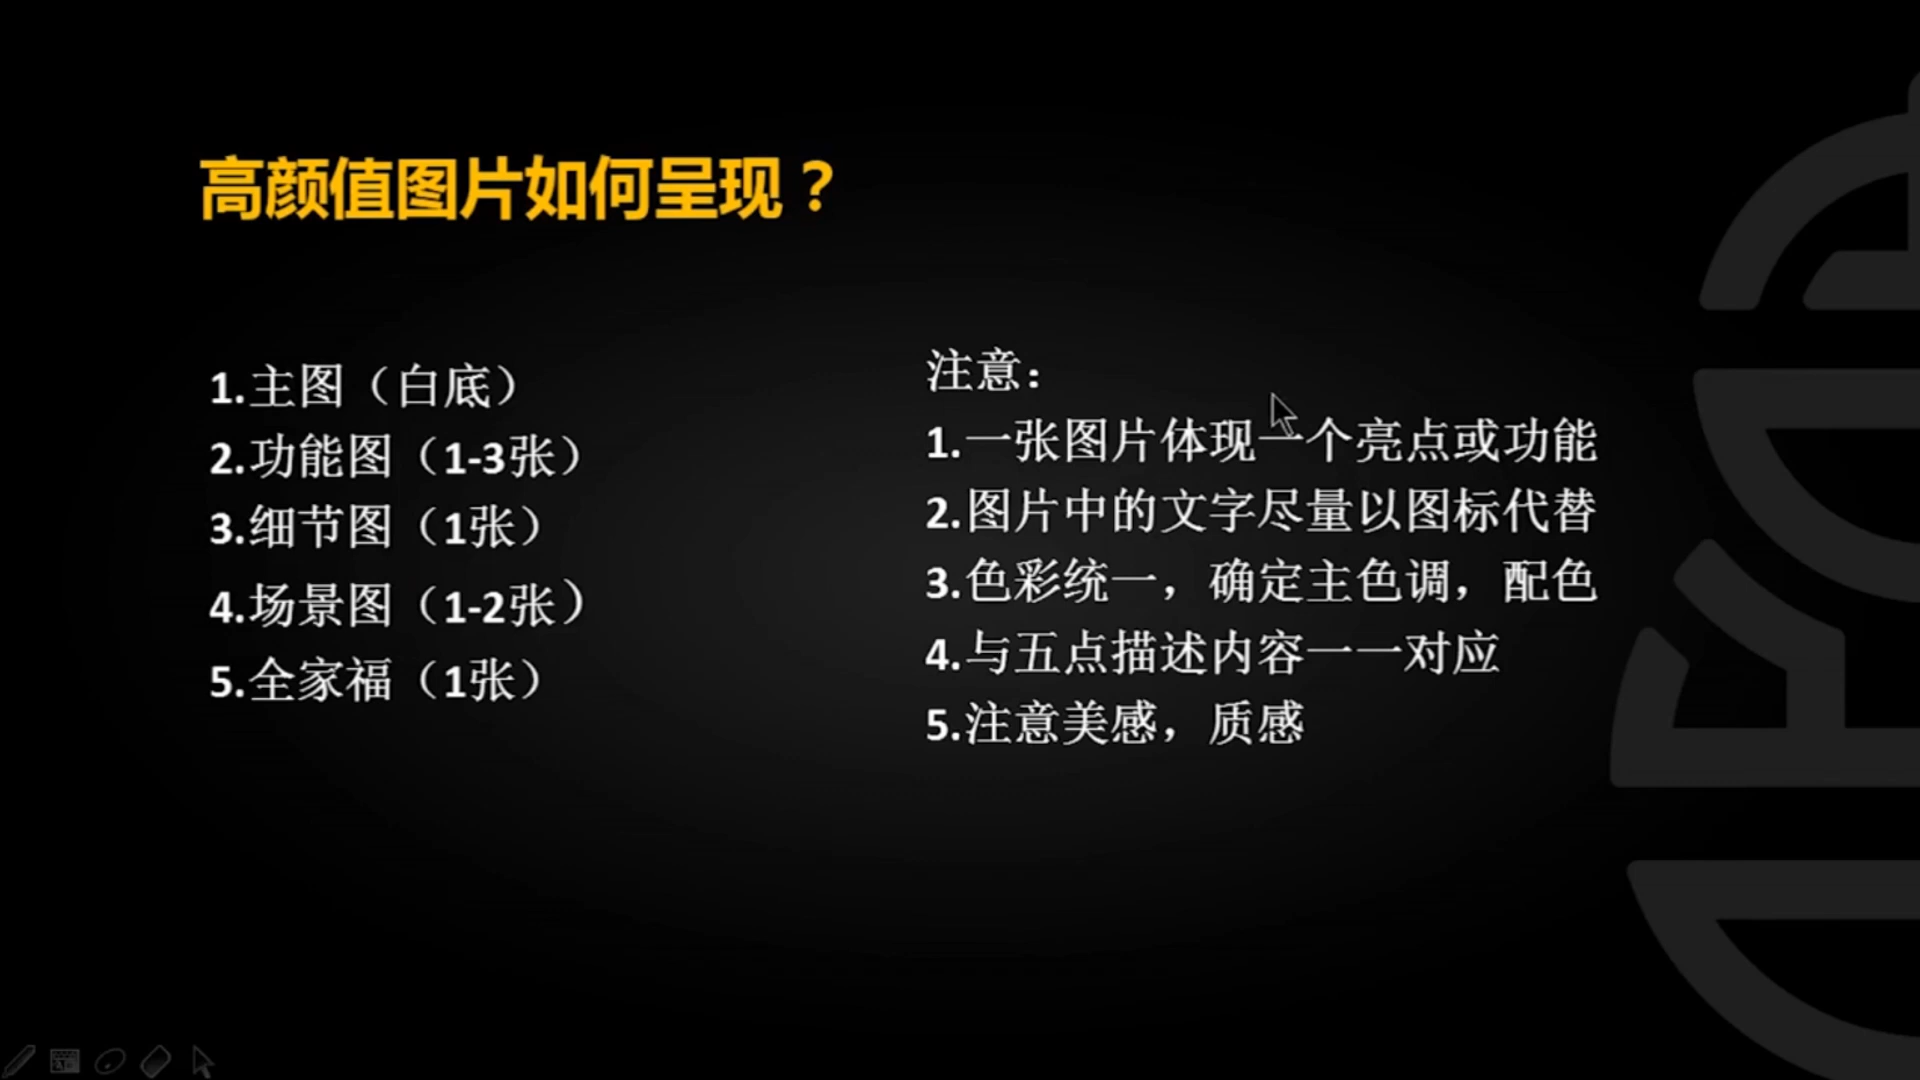 高颜值图片如何呈现？
1.主图（白底）
2.功能图（1-3张）
3.细节图（1张）
4.场景图（1-2张）
5.全家福（1张）
注意：
1.一张图片体现一个亮点或功能
2.图片中的文字尽量以图标代替
3.色彩统一，确定主色调，配色
4.与五点描述内容一一对应
5.注意美感，质感